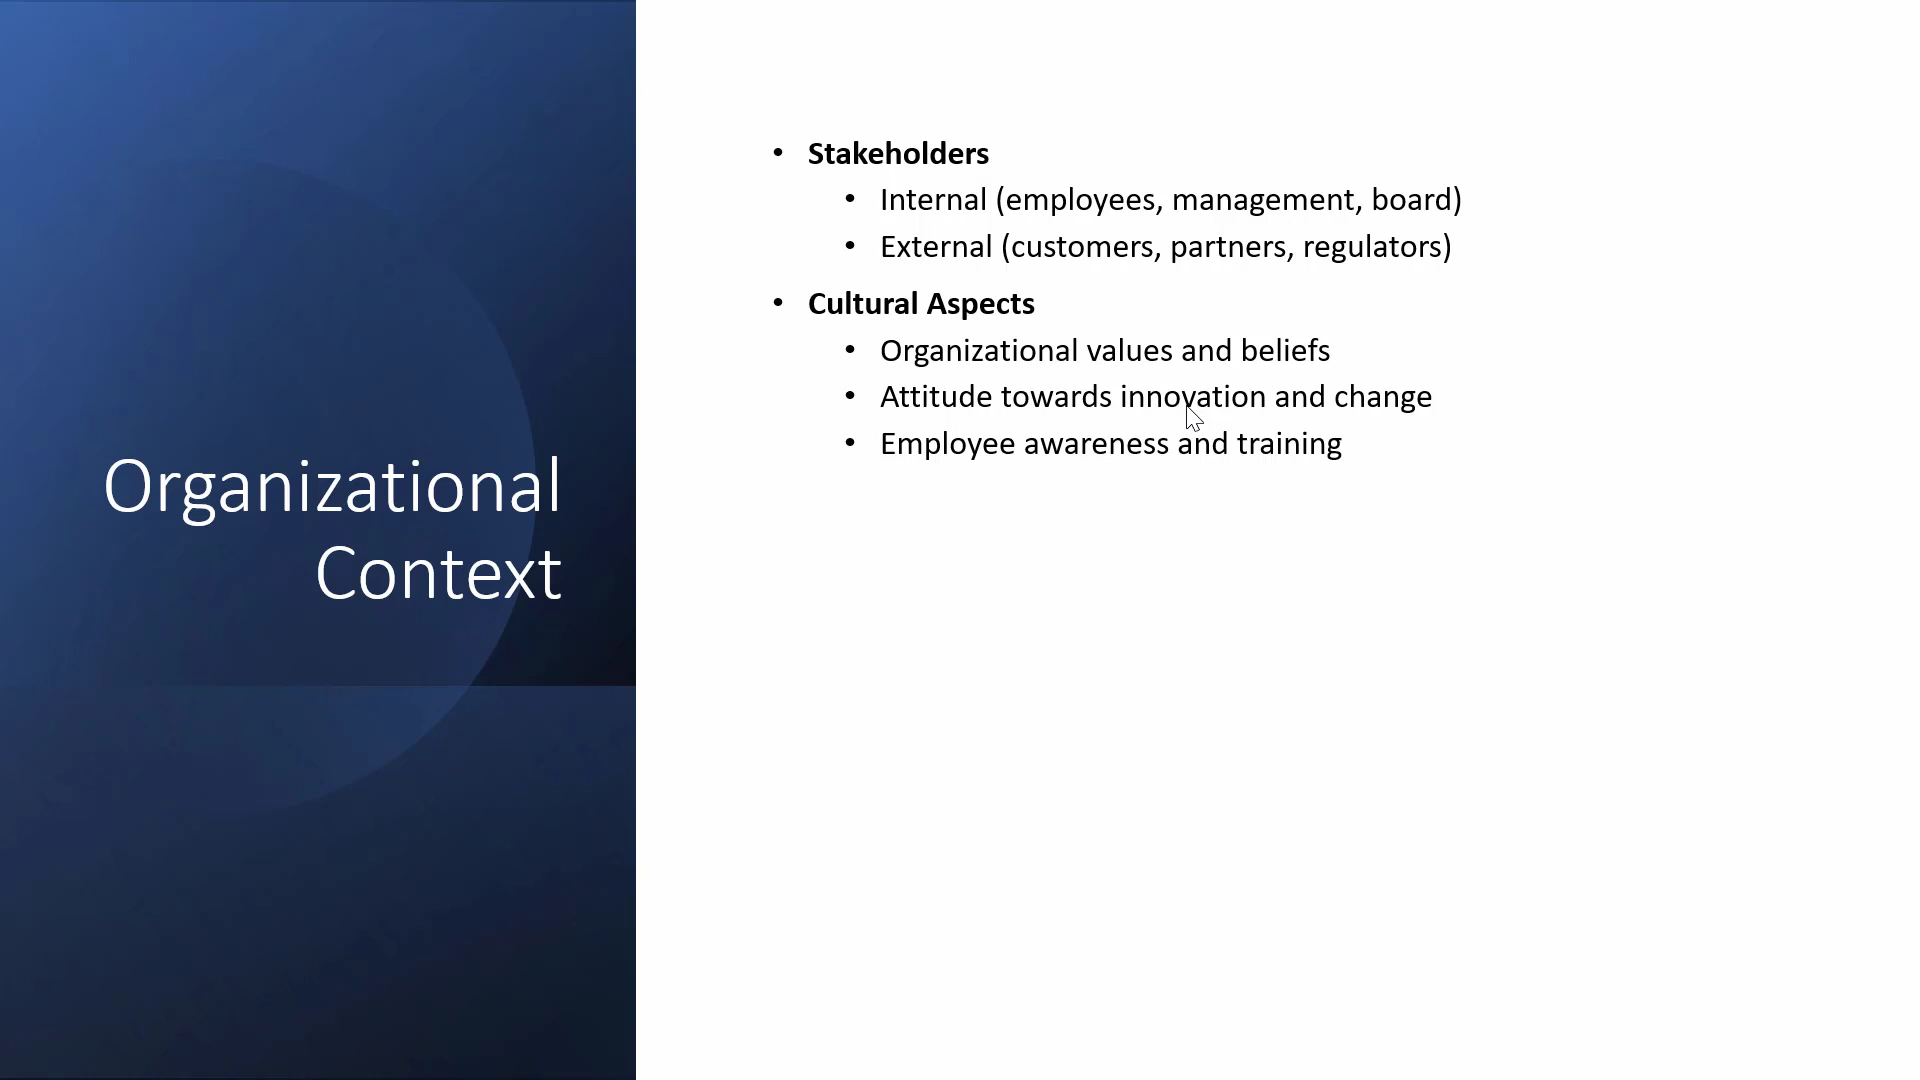 Organizational
Context
• Stakeholders
• Internal (employees, management, board)
• External (customers, partners, regulators)
• Cultural Aspects
• Organizational values and beliefs
• Attitude towards innovation and change
• Employee awareness and training